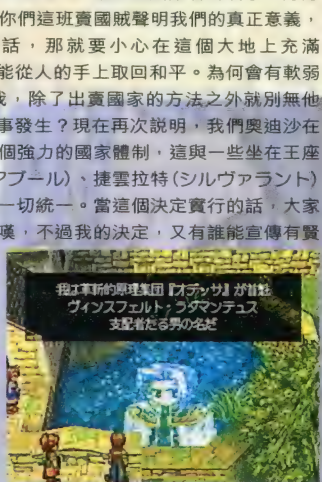 你們這班賣國賊聲明我們的真正意義,
話,那就要小心在這個大地上充滿
能從人的手上取回和平。為何會有軟弱
我,除了出賣國家的方法之外就別無他
事發生?現在再次說明,我們奧迪沙在
個強力的國家體制,這與一些坐在王座
アブール)、捷雲拉特(シルヴァラント)
一切統一。當這個決定實行的話,大家
嘆,不過我的決定,又有誰能宣傳有賢
我は革新的原理集団『オデッサ』が首魁
ヴィンスフェルト・ラダマンテュス
支配者たる男の名だ